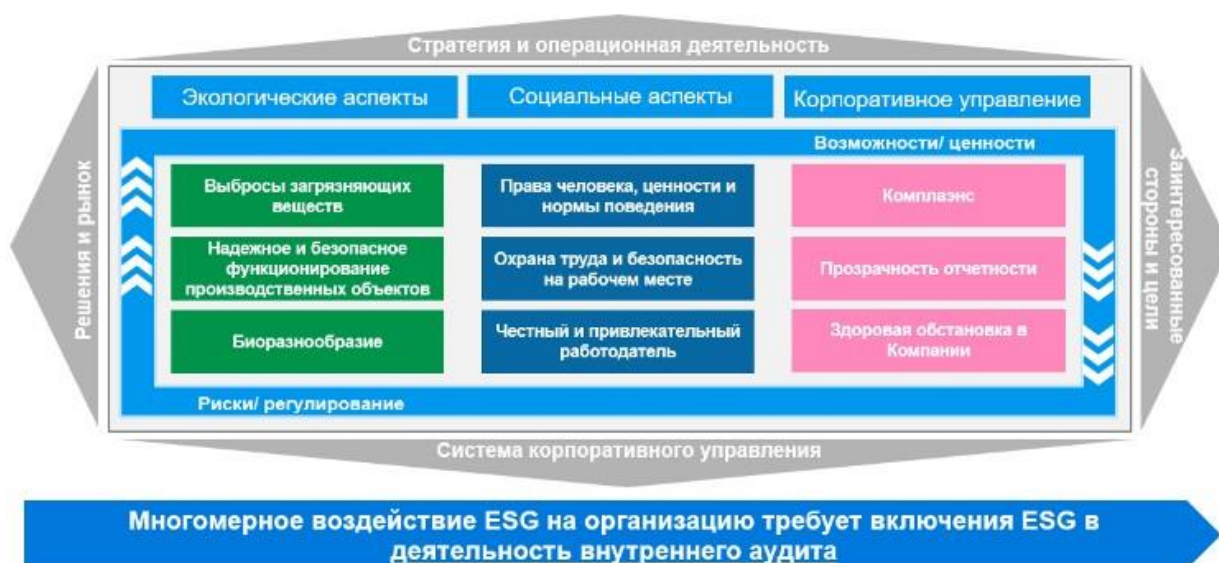 Стратегия и операционная деятельность
Экологические аспекты
Социальные аспекты
Корпоративное управление
Возможности/ ценности
Решения и рынок
Заинтересованные
стороны и цели
Выбросы загрязняющих
веществ
Права человека, ценности и
нормы поведения
Комплаэнс
Надежное и безопасное
функционирование
производственных объектов
Охрана труда и безопасность
на рабочем месте
Прозрачность отчетности
Биоразнообразие
Честный и привлекательный
работодатель
Здоровая обстановка в
Компании
Риски/ регулирование
Система корпоративного управления
Многомерное воздействие ESG на организацию требует включения ESG в
деятельность внутреннего аудита